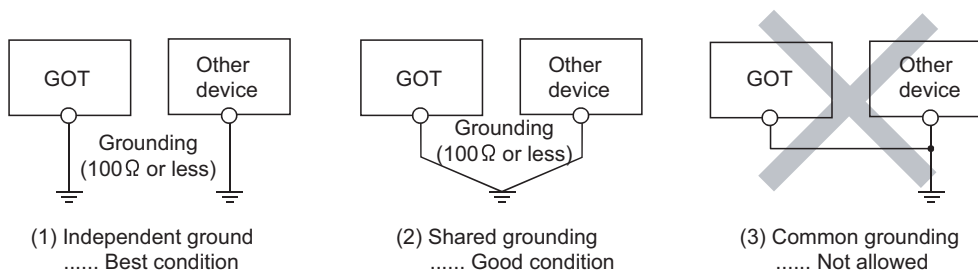 GOT
Other
device
Grounding
(100Ω or less)
(1) Independent ground
...... Best condition
GOT
Other
device
Grounding
(100Ω or less)
(2) Shared grounding
...... Good condition
GOT
Other
device
(3) Common grounding
...... Not allowed